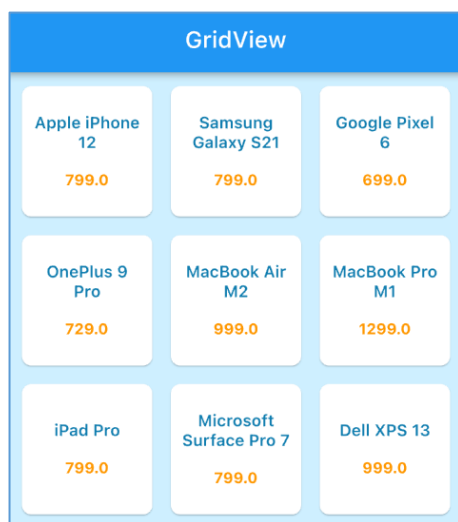 GridView
Apple iPhone
12
799.0
Samsung
Galaxy S21
799.0
Google Pixel
6
699.0
OnePlus 9
Pro
729.0
MacBook Air
M2
999.0
MacBook Pro
M1
1299.0
iPad Pro
799.0
Microsoft
Surface Pro 7
799.0
Dell XPS 13
999.0